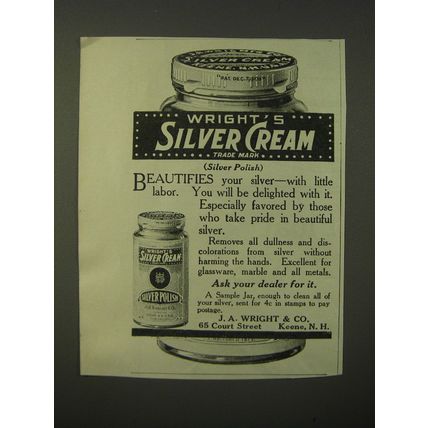 SILVER CREAM
KEENE, N.H.
"PAT. DEC.
WRIGHT'S
SILVER CREAM
TRADE MARK
(Silver Polish)
BEAUTIFIES your silver—with little
labor. You will be delighted with it.
Especially favored by those
who take pride in beautiful
silver.
Removes all dullness and dis-
colorations from silver without
harming the hands. Excellent for
glassware, marble and all metals.
Ask your dealer for it.
A Sample Jar, enough to clean all of
your silver, sent for 4c in stamps to pay
postage.
J. A. WRIGHT & CO.
65 Court Street Keene, N. H.
WRIGHT'S
SILVER CREAM
SILVER POLISH